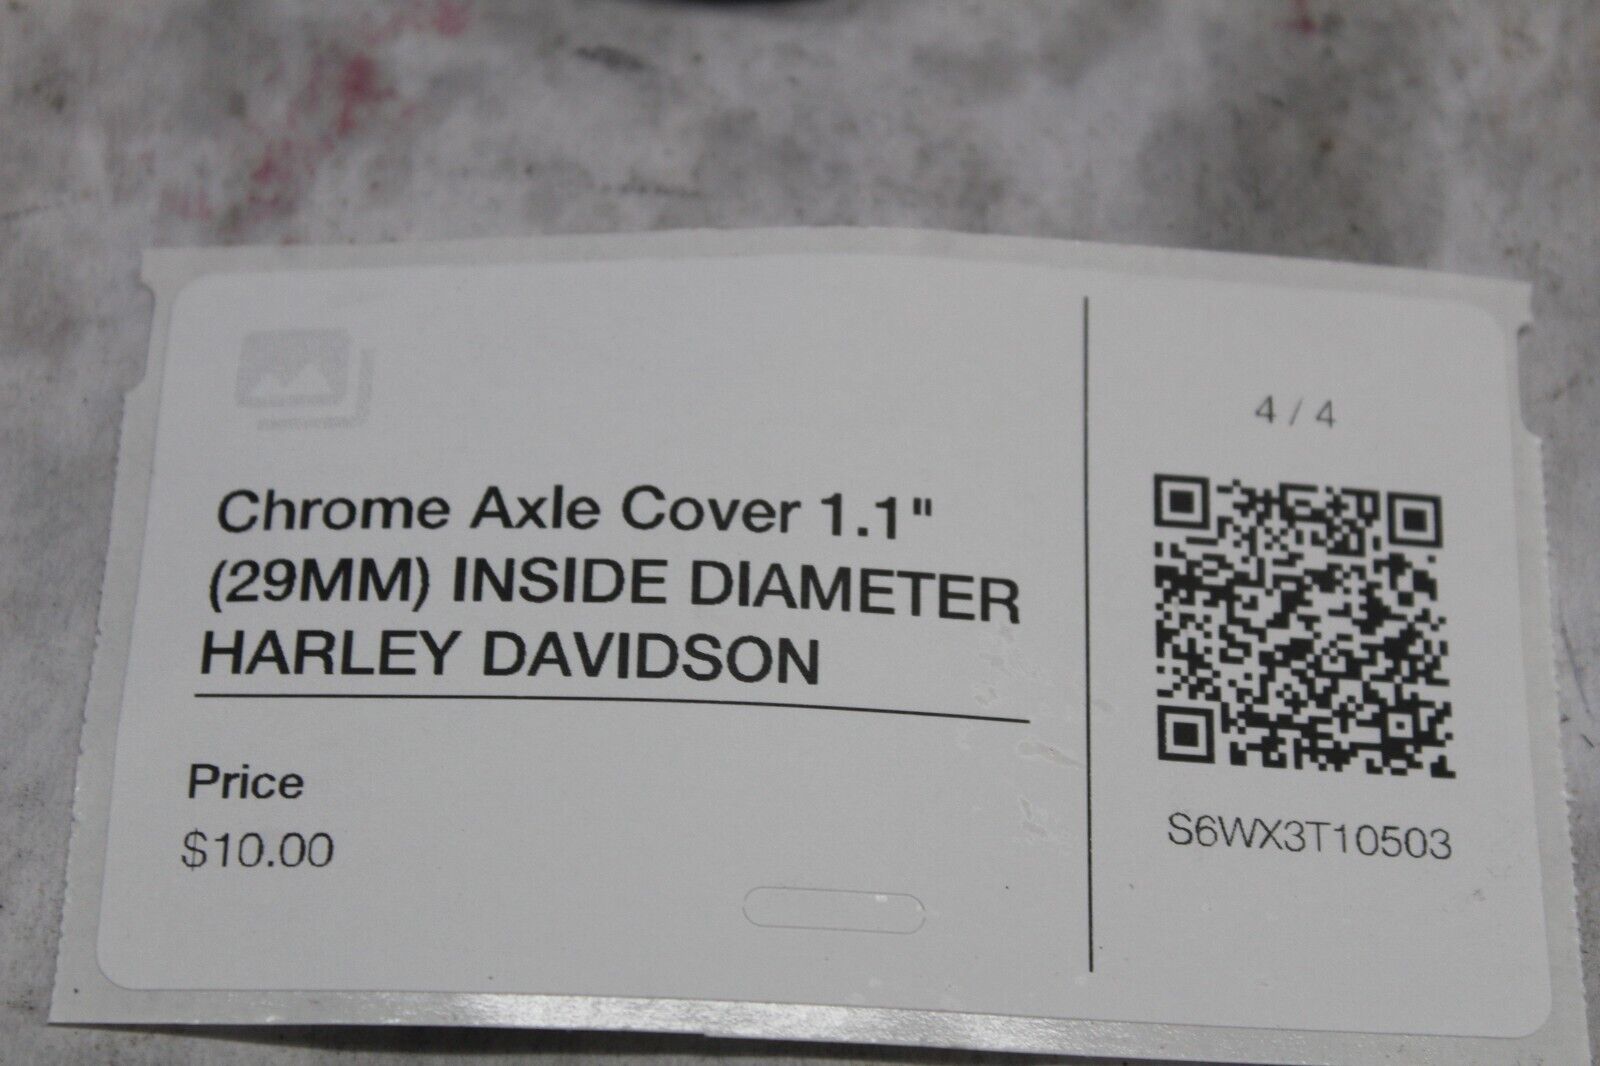 Chrome Axle Cover 1.1"
(29MM) INSIDE DIAMETER
HARLEY DAVIDSON
Price
$10.00
4 / 4
S6WX3T10503